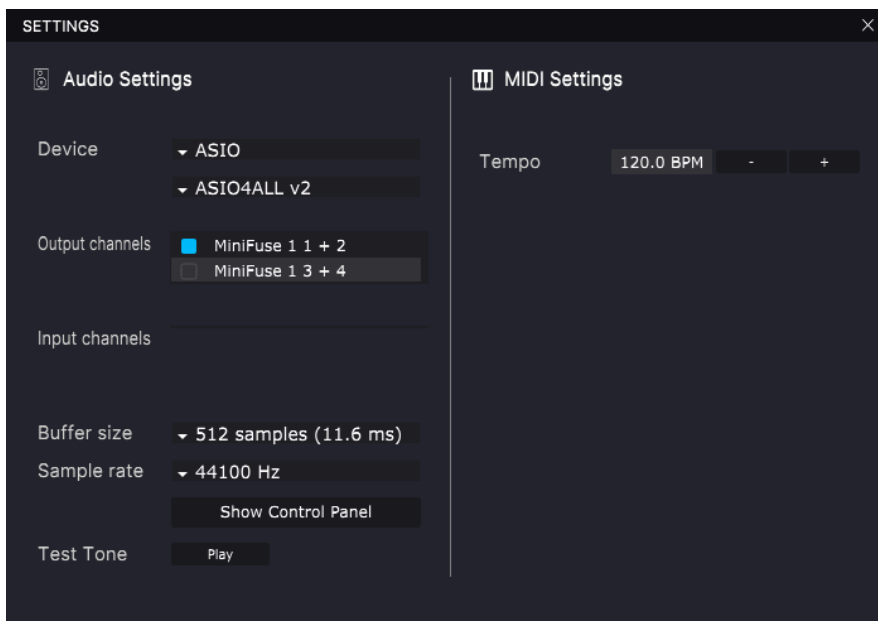 SETTINGS
Audio Settings
Device
ASIO
ASIO4ALL v2
Output channels
MiniFuse 1 1 + 2
MiniFuse 1 3 + 4
Input channels
Buffer size
512 samples (11.6 ms)
Sample rate
44100 Hz
Show Control Panel
Test Tone
Play
MIDI Settings
Tempo
120.0 BPM
-
+